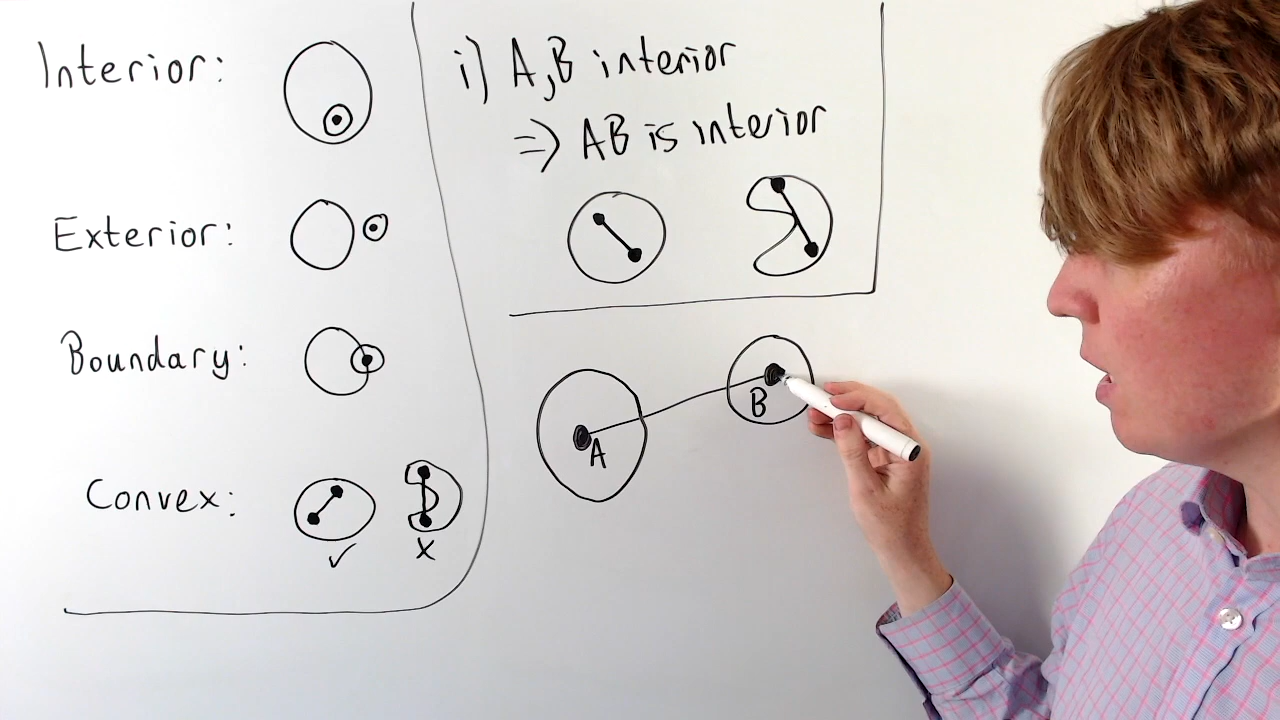 Interior:
Exterior:
Boundary:
Convex:
✓ x
i) A,B interior
=> AB is interior
A
B